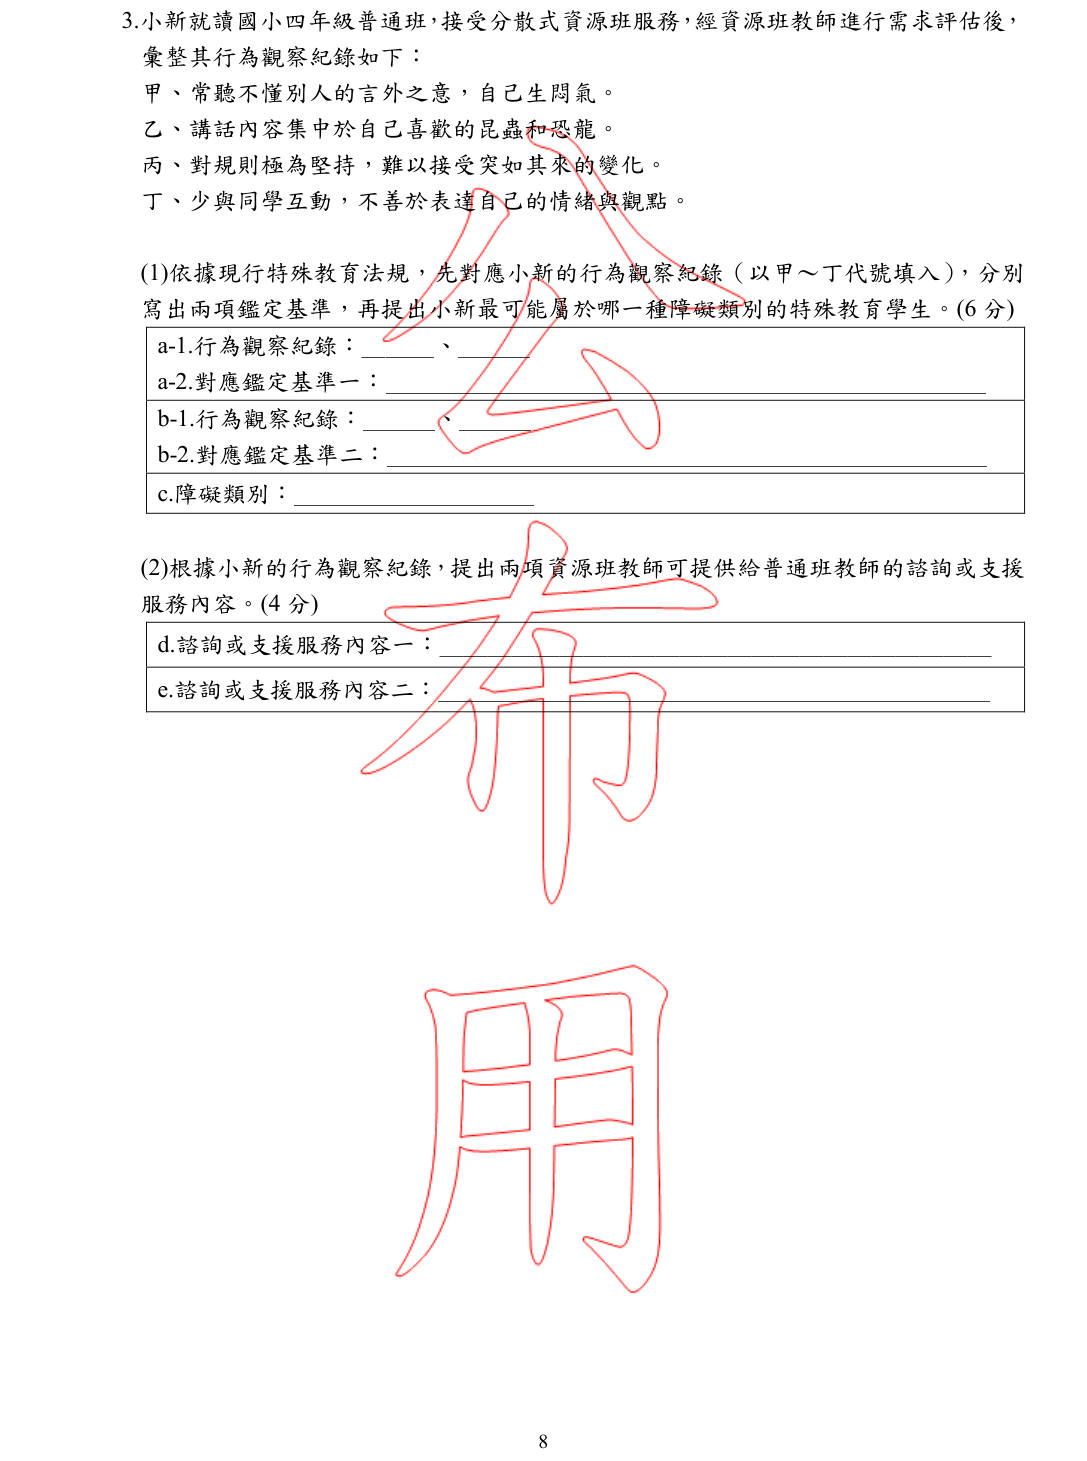 3.小新就讀國小四年級普通班，接受分散式資源班服務，經資源班教師進行需求評估後，
彙整其行為觀察紀錄如下：
甲、常聽不懂別人的言外之意，自己生悶氣。
乙、講話內容集中於自己喜歡的昆蟲和恐龍。
丙、對規則極為堅持，難以接受突如其來的變化。
丁、少與同學互動，不善於表達自己的情緒與觀點。
(1)依據現行特殊教育法規，先對應小新的行為觀察紀錄（以甲～丁代號填入），分別
寫出兩項鑑定基準，再提出小新最可能屬於哪一種障礙類別的特殊教育學生。(6 分)
a-1.行為觀察紀錄：______、______
a-2.對應鑑定基準一：__________________________________________________
b-1.行為觀察紀錄：______、______
b-2.對應鑑定基準二：__________________________________________________
c.障礙類別：____________________
(2)根據小新的行為觀察紀錄，提出兩項資源班教師可提供給普通班教師的諮詢或支援
服務內容。(4 分)
d.諮詢或支援服務內容一：______________________________________________
e.諮詢或支援服務內容二：______________________________________________
公布用
8